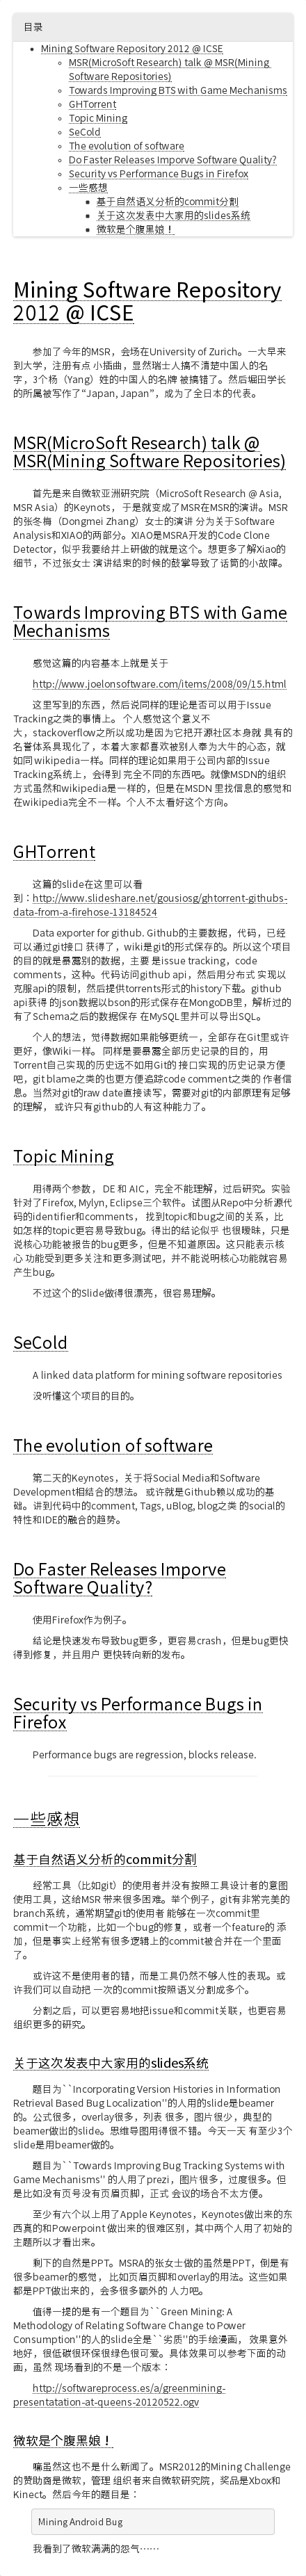 目录
Mining Software Repository 2012 @ ICSE
MSR(MicroSoft Research) talk @ MSR(Mining
Software Repositories)
Towards Improving BTS with Game Mechanisms
GHTorrent
Topic Mining
SeCold
The evolution of software
Do Faster Releases Imporve Software Quality?
Security vs Performance Bugs in Firefox
一些感想
基于自然语义分析的commit分割
关于这次发表中大家用的slides系统
微软是个腹黑娘！
Mining Software Repository
2012 @ ICSE
参加了今年的MSR，会场在University of Zurich。一大早来
到大学，注册有点 小插曲，显然瑞士人搞不清楚中国人的名
字，3个杨（Yang）姓的中国人的名牌 被搞错了。然后堀田学长
的所属被写作了“Japan, Japan”，成为了全日本的代表。
MSR(MicroSoft Research) talk @
MSR(Mining Software Repositories)
首先是来自微软亚洲研究院（MicroSoft Research @ Asia,
MSR Asia）的Keynots，于是就变成了MSR在MSR的演讲。MSR
的张冬梅（Dongmei Zhang）女士的演讲 分为关于Software
Analysis和XIAO的两部分。XIAO是MSRA开发的Code Clone
Detector，似乎我要给井上研做的就是这个。想更多了解Xiao的
细节，不过张女士 演讲结束的时候的鼓掌导致了话筒的小故障。
Towards Improving BTS with Game
Mechanisms
感觉这篇的内容基本上就是关于
http://www.joelonsoftware.com/items/2008/09/15.html
这里写到的东西，然后说同样的理论是否可以用于Issue
Tracking之类的事情上。 个人感觉这个意义不
大，stackoverflow之所以成功是因为它把开源社区本身就 具有的
名誉体系具现化了，本着大家都喜欢被别人奉为大牛的心态，就
如同 wikipedia一样。同样的理论如果用于公司内部的Issue
Tracking系统上，会得到 完全不同的东西吧。就像MSDN的组织
方式虽然和wikipedia是一样的，但是在MSDN 里找信息的感觉和
在wikipedia完全不一样。个人不太看好这个方向。
GHTorrent
这篇的slide在这里可以看
到：http://www.slideshare.net/gousiosg/ghtorrent-githubs-
data-from-a-firehose-13184524
Data exporter for github. Github的主要数据，代码，已经
可以通过git接口 获得了，wiki是git的形式保存的。所以这个项目
的目的就是暴露别的数据，主要 是issue tracking，code
comments，这种。代码访问github api，然后用分布式 实现以
克服api的限制，然后提供torrents形式的history下载。github
api获得 的json数据以bson的形式保存在MongoDB里，解析过的
有了Schema之后的数据保存 在MySQL里并可以导出SQL。
个人的想法，觉得数据如果能够更统一，全部存在Git里或许
更好，像Wiki一样。 同样是要暴露全部历史记录的目的，用
Torrent自己实现的历史远不如用Git的 接口实现的历史记录方便
吧，git blame之类的也更方便追踪code comment之类的 作者信
息。当然对git的raw date直接读写，需要对git的内部原理有足够
的理解， 或许只有github的人有这种能力了。
Topic Mining
用得两个参数， DE 和 AIC，完全不能理解，过后研究。实验
针对了Firefox, Mylyn, Eclipse三个软件。试图从Repo中分析源代
码的identifier和comments， 找到topic和bug之间的关系，比
如怎样的topic更容易导致bug。得出的结论似乎 也很暧昧，只是
说核心功能被报告的bug更多，但是不知道原因。这只能表示核
心 功能受到更多关注和更多测试吧，并不能说明核心功能就容易
产生bug。
不过这个的Slide做得很漂亮，很容易理解。
SeCold
A linked data platform for mining software repositories
没听懂这个项目的目的。
The evolution of software
第二天的Keynotes，关于将Social Media和Software
Development相结合的想法。 或许就是Github赖以成功的基
础。讲到代码中的comment, Tags, uBlog, blog之类 的social的
特性和IDE的融合的趋势。
Do Faster Releases Imporve
Software Quality?
使用Firefox作为例子。
结论是快速发布导致bug更多，更容易crash，但是bug更快
得到修复，并且用户 更快转向新的发布。
Security vs Performance Bugs in
Firefox
Performance bugs are regression, blocks release.
一些感想
基于自然语义分析的commit分割
经常工具（比如git）的使用者并没有按照工具设计者的意图
使用工具，这给MSR 带来很多困难。举个例子，git有非常完美的
branch系统，通常期望git的使用者 能够在一次commit里
commit一个功能，比如一个bug的修复，或者一个feature的 添
加，但是事实上经常有很多逻辑上的commit被合并在一个里面
了。
或许这不是使用者的错，而是工具仍然不够人性的表现。或
许我们可以自动把 一次的commit按照语义分割成多个。
分割之后，可以更容易地把issue和commit关联，也更容易
组织更多的研究。
关于这次发表中大家用的slides系统
题目为``Incorporating Version Histories in Information
Retrieval Based Bug Localization''的人用的slide是beamer
的。公式很多，overlay很多，列表 很多，图片很少，典型的
beamer做出的slide。思维导图用得很不错。今天一天 有至少3个
slide是用beamer做的。
题目为``Towards Improving Bug Tracking Systems with
Game Mechanisms'' 的人用了prezi，图片很多，过度很多。但
是比如没有页号没有页眉页脚，正式 会议的场合不太方便。
至少有六个以上用了Apple Keynotes，Keynotes做出来的东
西真的和Powerpoint 做出来的很难区别，其中两个人用了初始的
主题所以才看出来。
剩下的自然是PPT。MSRA的张女士做的虽然是PPT，倒是有
很多beamer的感觉， 比如页眉页脚和overlay的用法。这些如果
都是PPT做出来的，会多很多额外的 人力吧。
值得一提的是有一个题目为``Green Mining: A
Methodology of Relating Software Change to Power
Consumption''的人的slide全是``劣质''的手绘漫画， 效果意外
地好，很低碳很环保很绿色很可爱。具体效果可以参考下面的动
画，虽然 现场看到的不是一个版本：
http://softwareprocess.es/a/greenmining-
presentatation-at-queens-20120522.ogv
微软是个腹黑娘！
嘛虽然这也不是什么新闻了。MSR2012的Mining Challenge
的赞助商是微软，管理 组织者来自微软研究院，奖品是Xbox和
Kinect。然后今年的题目是：
Mining Android Bug
我看到了微软满满的怨气……